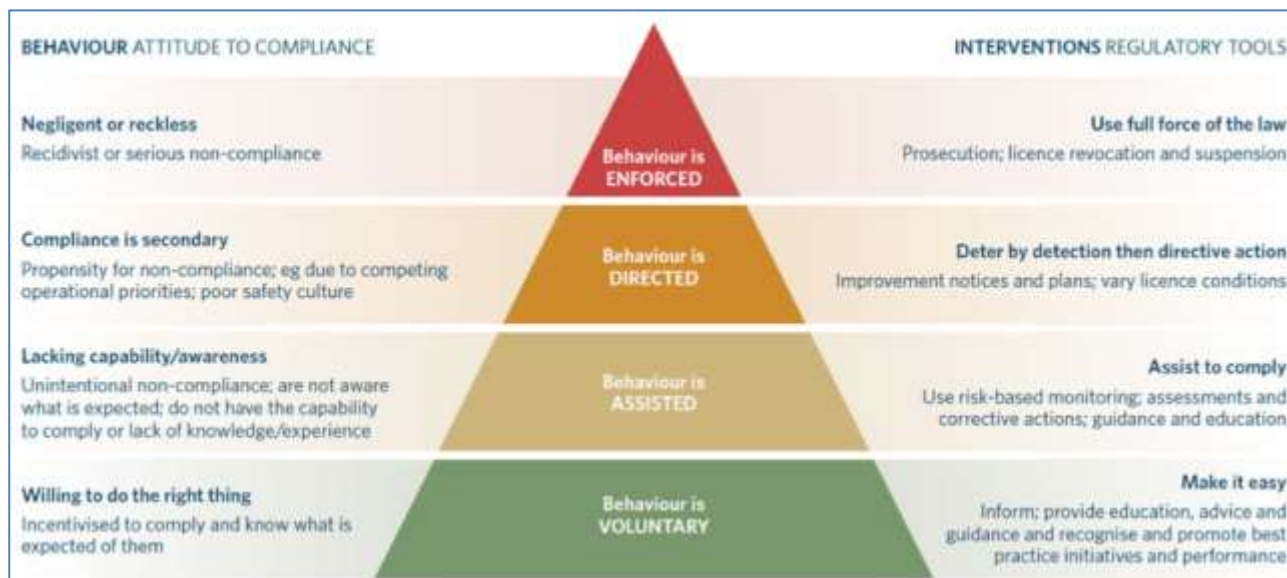 BEHAVIOUR ATTITUDE TO COMPLIANCE
INTERVENTIONS REGULATORY TOOLS
Negligent or reckless
Recidivist or serious non-compliance
Behaviour is
ENFORCED
Use full force of the law
Prosecution; licence revocation and suspension
Compliance is secondary
Propensity for non-compliance; eg due to competing
operational priorities; poor safety culture
Behaviour is
DIRECTED
Deter by detection then directive action
Improvement notices and plans; vary licence conditions
Lacking capability/awareness
Unintentional non-compliance; are not aware
what is expected; do not have the capability
to comply or lack of knowledge/experience
Behaviour is
ASSISTED
Assist to comply
Use risk-based monitoring; assessments and
corrective actions; guidance and education
Willing to do the right thing
Incentivised to comply and know what is
expected of them
Behaviour is
VOLUNTARY
Make it easy
Inform; provide education, advice and
guidance and recognise and promote best
practice initiatives and performance